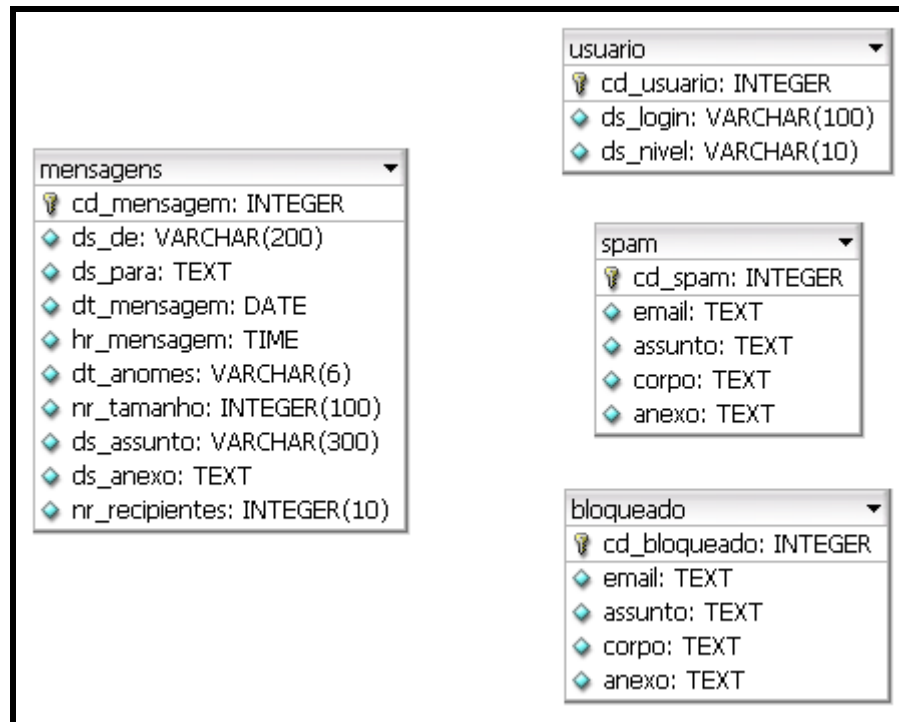 mensagens
cd_mensagem: INTEGER
ds_de: VARCHAR(200)
ds_para: TEXT
dt_mensagem: DATE
hr_mensagem: TIME
dt_anomes: VARCHAR(6)
nr_tamanho: INTEGER(100)
ds_assunto: VARCHAR(300)
ds_anexo: TEXT
nr_recipientes: INTEGER(10)
usuario
cd_usuario: INTEGER
ds_login: VARCHAR(100)
ds_nivel: VARCHAR(10)
spam
cd_spam: INTEGER
email: TEXT
assunto: TEXT
corpo: TEXT
anexo: TEXT
bloqueado
cd_bloqueado: INTEGER
email: TEXT
assunto: TEXT
corpo: TEXT
anexo: TEXT